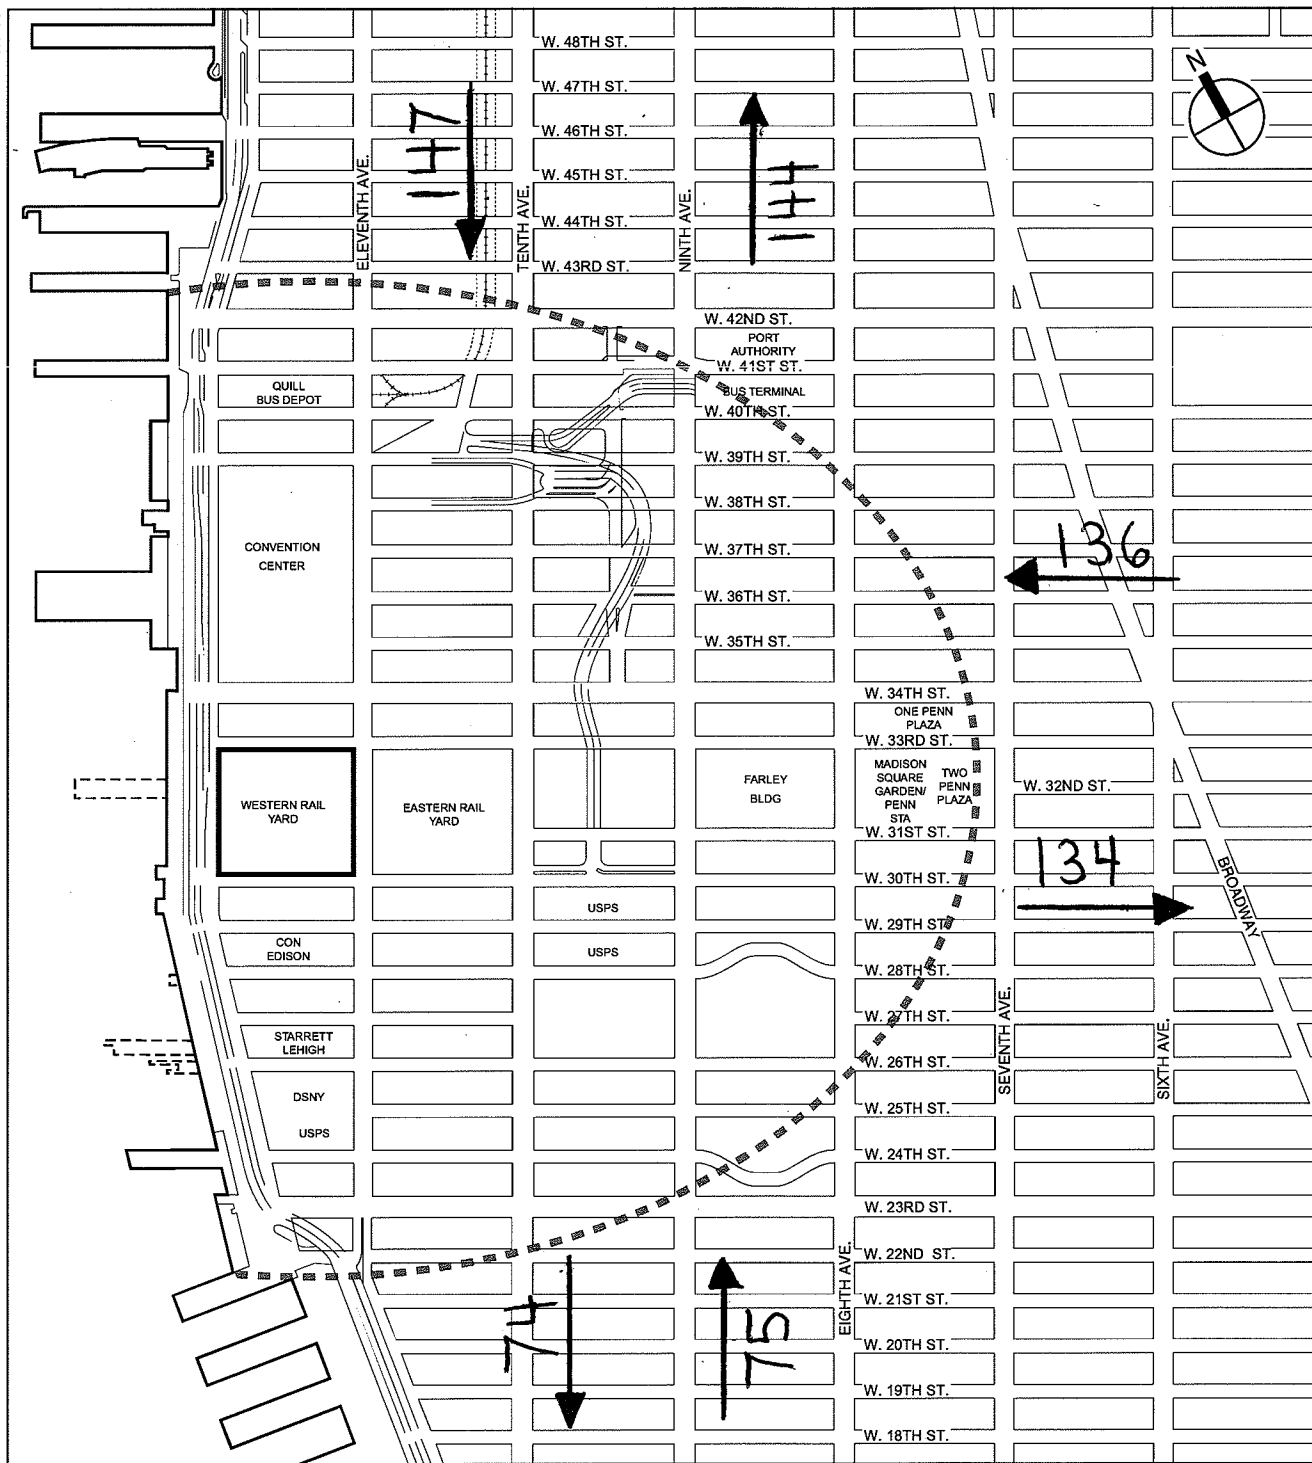 N
W. 48TH ST.
W. 47TH ST.
W. 46TH ST.
W. 45TH ST.
W. 44TH ST.
W. 43RD ST.
147
144
ELEVENTH AVE.
TENTH AVE.
NINTH AVE.
W. 42ND ST.
PORT
AUTHORITY
W. 41ST ST.
BUS TERMINAL
W. 40TH ST.
QUILL
BUS DEPOT
W. 39TH ST.
W. 38TH ST.
W. 37TH ST.
W. 36TH ST.
W. 35TH ST.
CONVENTION
CENTER
136
W. 34TH ST.
ONE PENN
PLAZA
W. 33RD ST.
MADISON
SQUARE
GARDEN/
PENN
STA
TWO
PENN
PLAZA
W. 32ND ST.
FARLEY
BLDG
WESTERN RAIL
YARD
EASTERN RAIL
YARD
W. 31ST ST.
134
W. 30TH ST.
BROADWAY
USPS
W. 29TH ST.
CON
EDISON
USPS
W. 28TH ST.
W. 27TH ST.
STARRETT
LEHIGH
W. 26TH ST.
SEVENTH AVE.
SIXTH AVE.
DSNY
USPS
W. 25TH ST.
W. 24TH ST.
W. 23RD ST.
W. 22ND ST.
EIGHTH AVE.
W. 21ST ST.
74
75
W. 20TH ST.
W. 19TH ST.
W. 18TH ST.